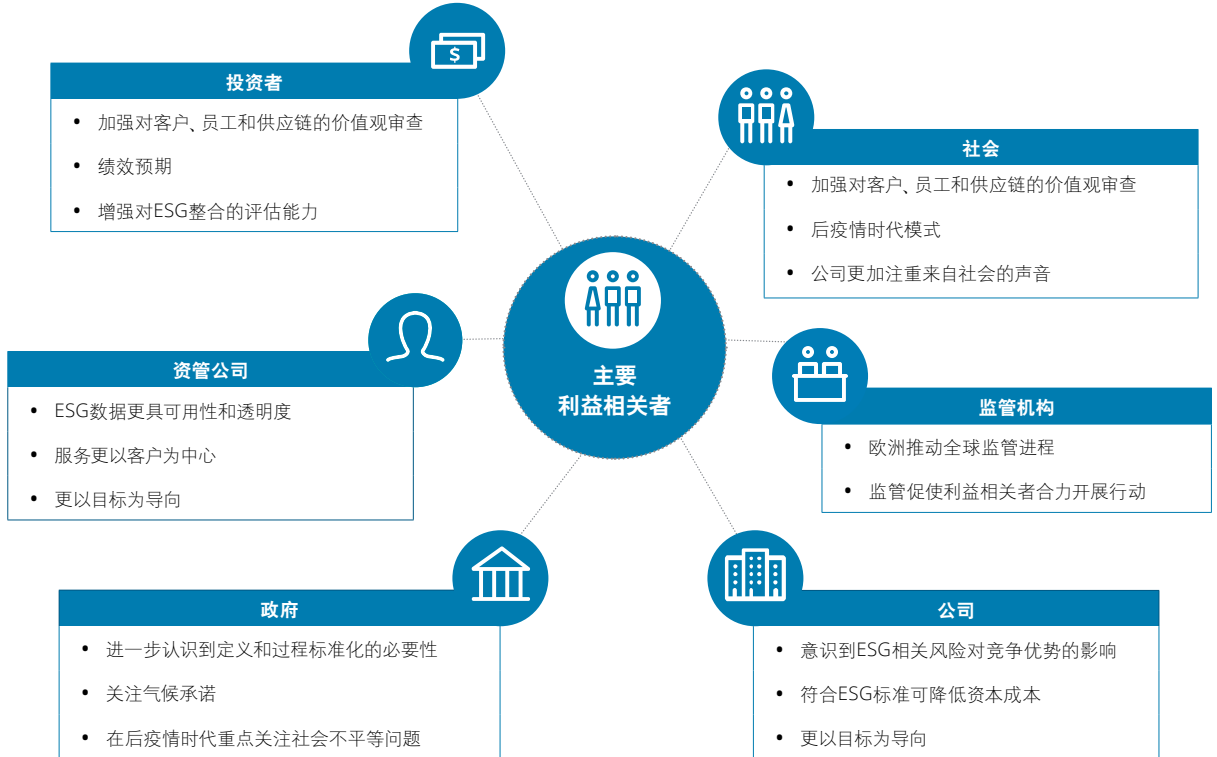 $
投资者
加强对客户、员工和供应链的价值观审查
绩效预期
增强对ESG整合的评估能力
社会
加强对客户、员工和供应链的价值观审查
后疫情时代模式
公司更加注重来自社会的声音
主要
利益相关者
资管公司
ESG数据更具可用性和透明度
服务更以客户为中心
更以目标为导向
监管机构
欧洲推动全球监管进程
监管促使利益相关者合力开展行动
政府
进一步认识到定义和过程标准化的必要性
关注气候承诺
在后疫情时代重点关注社会不平等问题
公司
意识到ESG相关风险对竞争优势的影响
符合ESG标准可降低资本成本
更以目标为导向